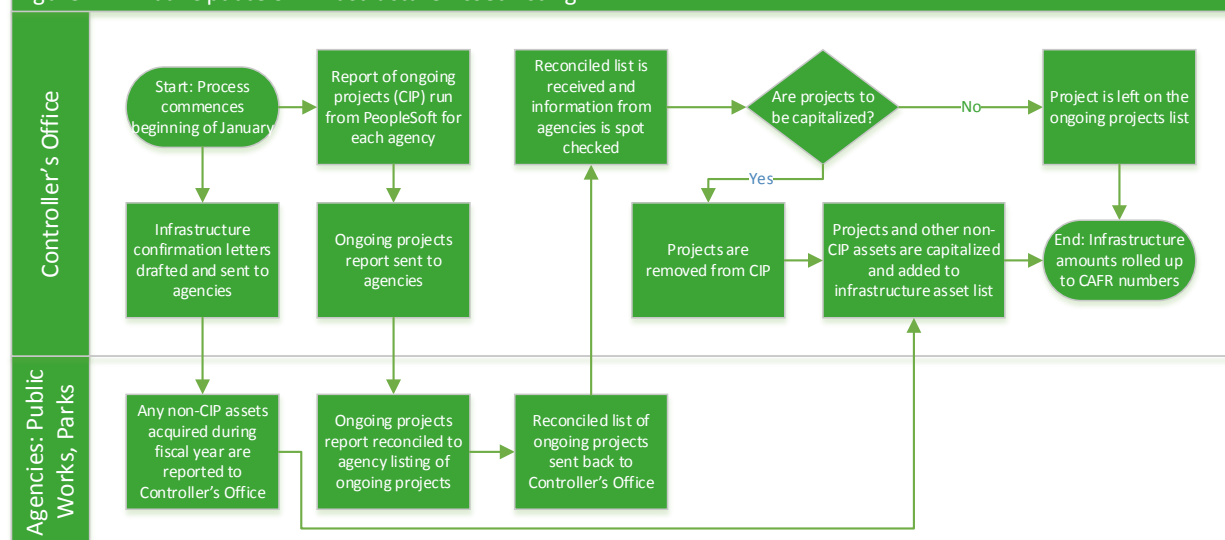 Controller's Office
Start: Process
commences
beginning of January
Report of ongoing
projects (CIP) run
from PeopleSoft for
each agency
Reconciled list is
received and
information from
agencies is spot
checked
Are projects to
be capitalized?
No
Project is left on the
ongoing projects list
Yes
Infrastructure
confirmation letters
drafted and sent to
agencies
Ongoing projects
report sent to
agencies
Projects are
removed from CIP
Projects and other non-
CIP assets are capitalized
and added to
infrastructure asset list
End: Infrastructure
amounts rolled up
to CAFR numbers
Agencies: Public
Works, Parks
Any non-CIP assets
acquired during
fiscal year are
reported to
Controller's Office
Ongoing projects
report reconciled to
agency listing of
ongoing projects
Reconciled list of
ongoing projects
sent back to
Controller's Office